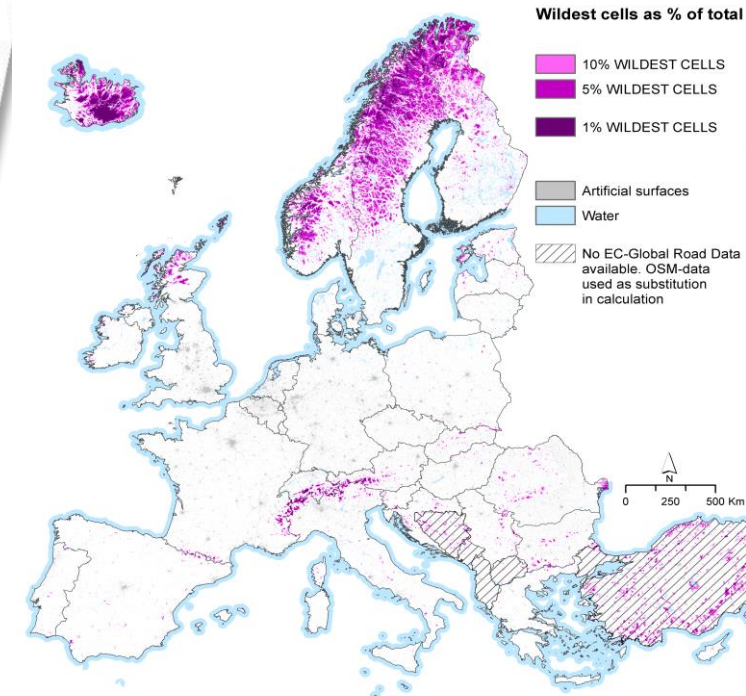 Wildest cells as % of total
10% WILDEST CELLS
5% WILDEST CELLS
1% WILDEST CELLS
Artificial surfaces
Water
No EC-Global Road Data
available. OSM-data
used as substitution
in calculation
N
0 250 500 Km